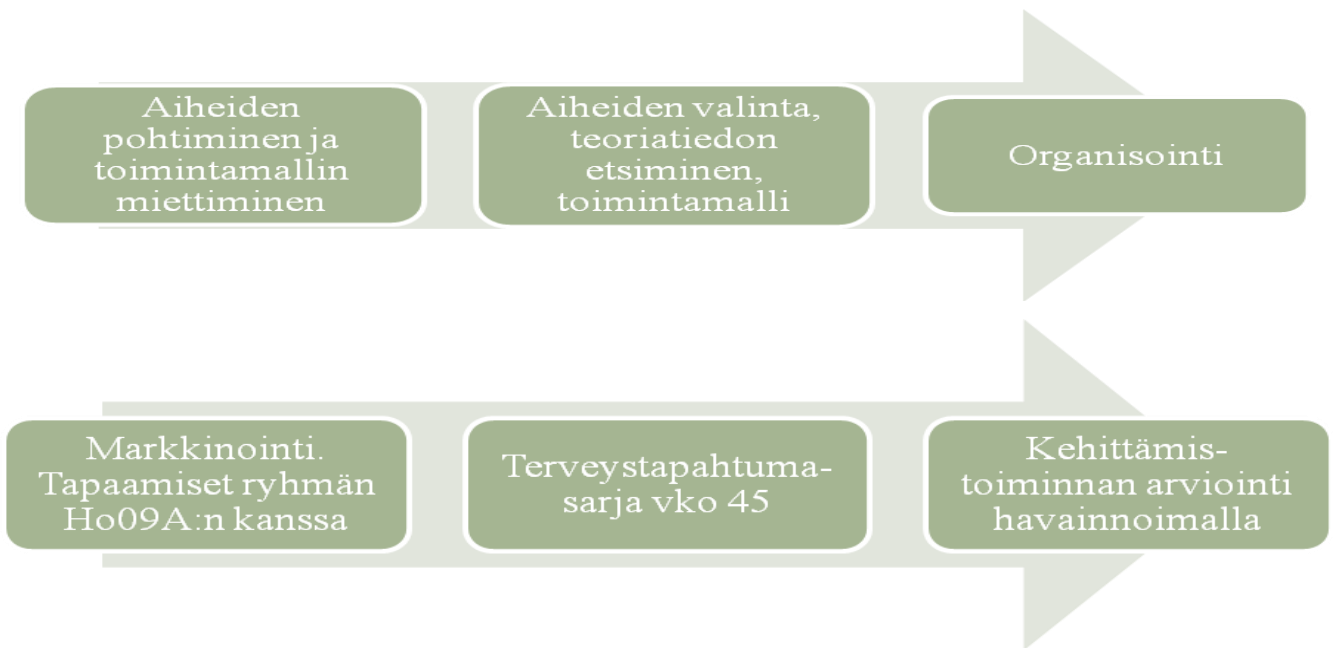 Aiheiden
pohtiminen ja
toimintamallin
miettiminen
Aiheiden valinta,
teoriatiedon
etsiminen,
toimintamalli
Organisointi
Markkinointi.
Tapaamiset ryhmän
Ho09A:n kanssa
Terveystapahtuma-
sarja vko 45
Kehittämis-
toiminnan arviointi
havainnoimalla